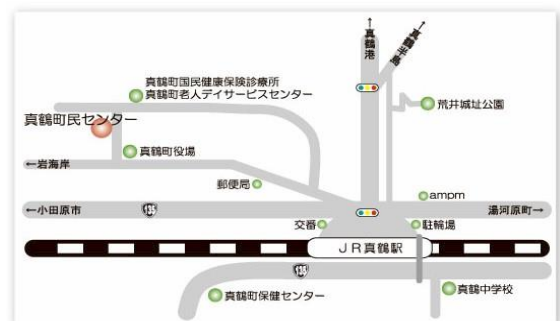 ↑真鶴港
↑真鶴半島
真鶴町国民健康保険診療所
真鶴町老人デイサービスセンター
荒井城址公園
真鶴町民センター
真鶴町役場
←岩海岸
郵便局
ampm
←小田原市
135
湯河原町→
交番
駐輪場
JR真鶴駅
135
真鶴町保健センター
真鶴中学校